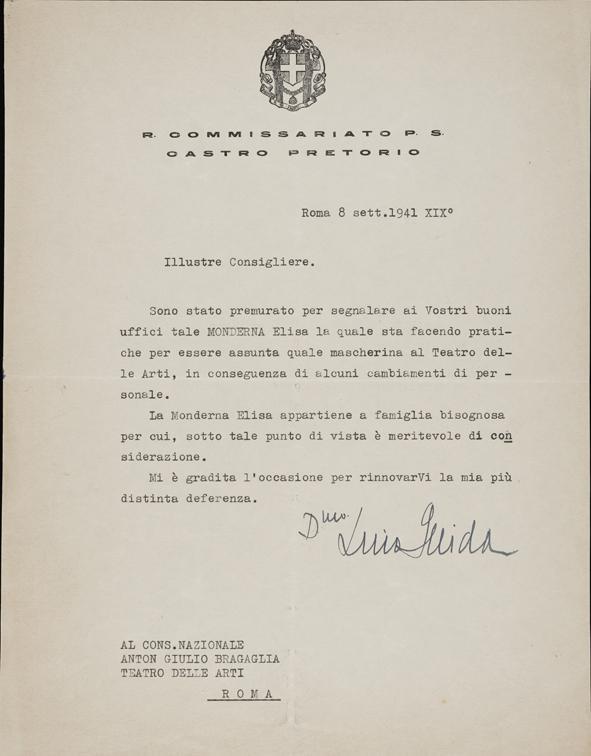 R. COMMISSARIATO P. S.
CASTRO PRETORIO
Roma 8 sett.1941 XIX°
Illustre Consigliere.
Sono stato premurato per segnalare ai Vostri buoni
uffici tale MONDERNA Elisa la quale sta facendo prati-
che per essere assunta quale mascherina al Teatro del-
le Arti, in conseguenza di alcuni cambiamenti di per -
sonale.
La Monderna Elisa appartiene a famiglia bisognosa
per cui, sotto tale punto di vista è meritevole di con
siderazione.
Mi è gradita l'occasione per rinnovarVi la mia più
distinta deferenza.
Dmo.
Guida
AL CONS.NAZIONALE
ANTON GIULIO BRAGAGLIA
TEATRO DELLE ARTI
R O M A